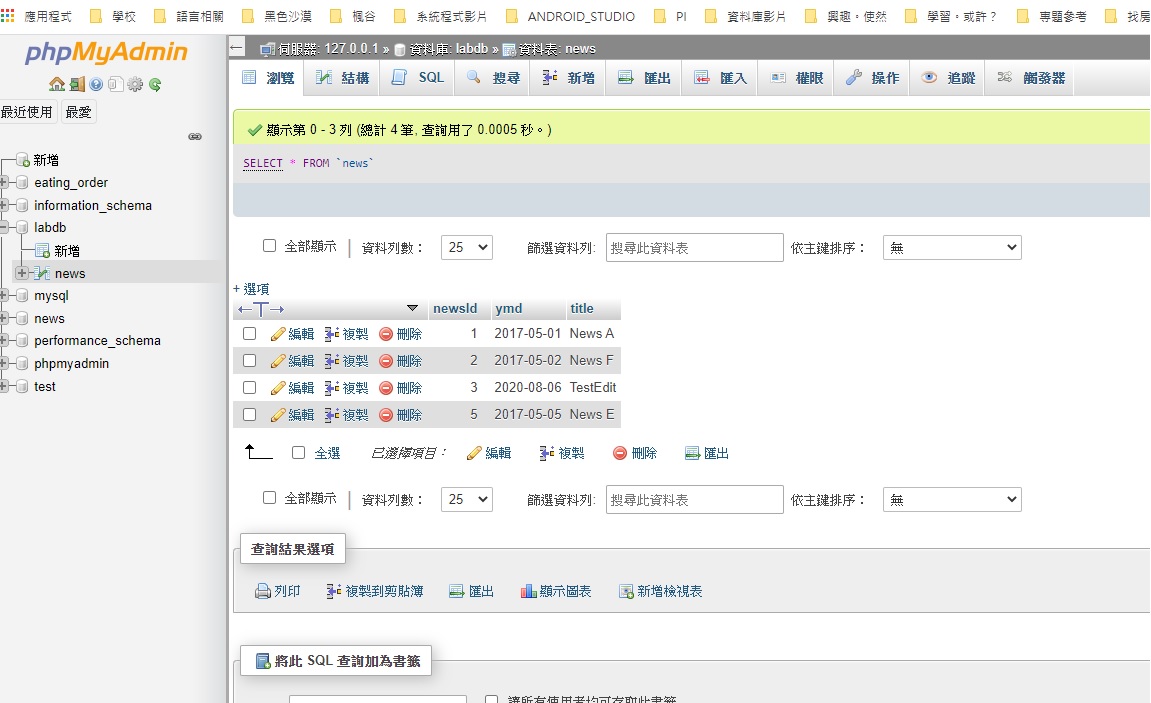 應用程式 學校 語言相關 黑色沙漠 楓谷 系統程式影片 ANDROID_STUDIO PI 資料庫影片 興趣。使然 學習。或許？ 專題參考 找房
phpMyAdmin
最近使用 最愛
新增
eating_order
information_schema
labdb
新增
news
mysql
news
performance_schema
phpmyadmin
test
伺服器: 127.0.0.1 » 資料庫: labdb » 資料表: news
瀏覽 結構 SQL 搜尋 新增 匯出 匯入 權限 操作 追蹤 觸發器
顯示第 0 - 3 列 (總計 4 筆, 查詢用了 0.0005 秒。)
SELECT * FROM `news`
全部顯示 資料列數： 25 篩選資料列: 搜尋此資料表 依主鍵排序： 無
+ 選項
←T→ newsId ymd title
編輯 複製 刪除 1 2017-05-01 News A
編輯 複製 刪除 2 2017-05-02 News F
編輯 複製 刪除 3 2020-08-06 TestEdit
編輯 複製 刪除 5 2017-05-05 News E
全選 已選擇項目： 編輯 複製 刪除 匯出
全部顯示 資料列數： 25 篩選資料列: 搜尋此資料表 依主鍵排序： 無
查詢結果選項
列印 複製到剪貼簿 匯出 顯示圖表 新增檢視表
將此 SQL 查詢加為書籤
讓所有使用者均可存取此書籤